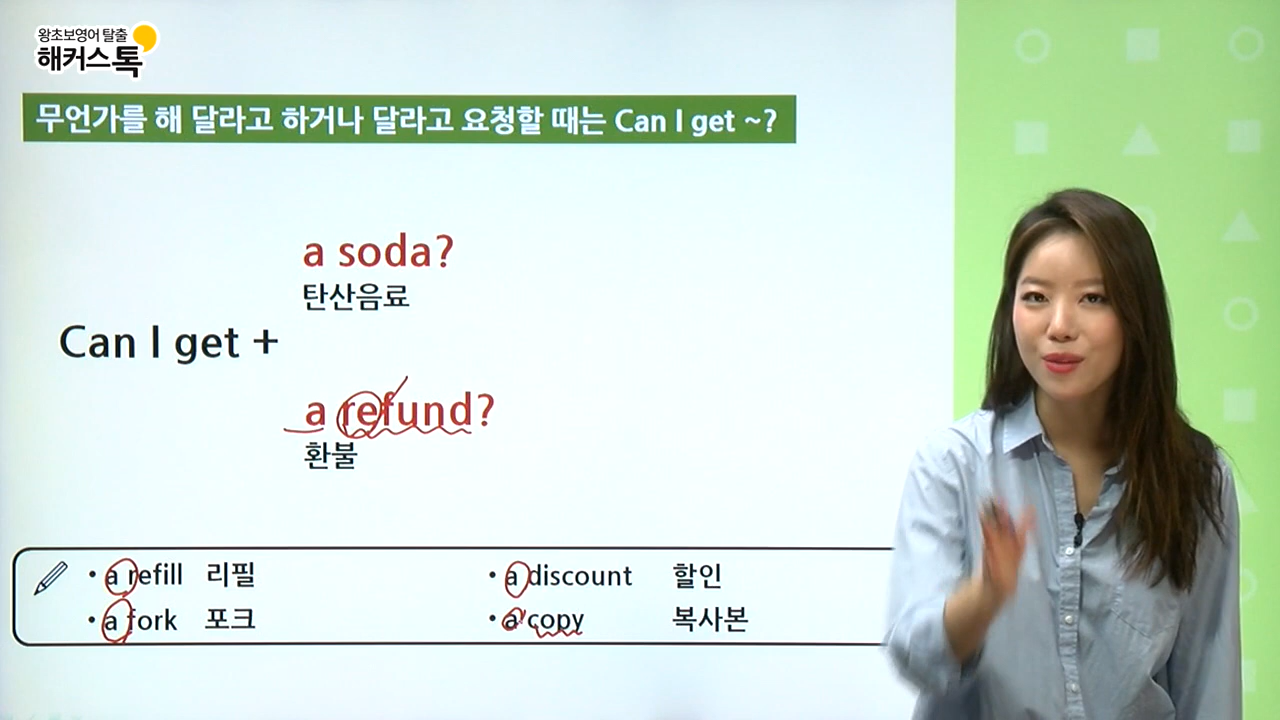 왕초보영어 탈출
해커스톡
무언가를 해 달라고 하거나 달라고 요청할 때는 Can I get ~?
a soda?
탄산음료
Can I get +
a refund?
환불
• a refill 리필 • a discount 할인
• a fork 포크 • a copy 복사본